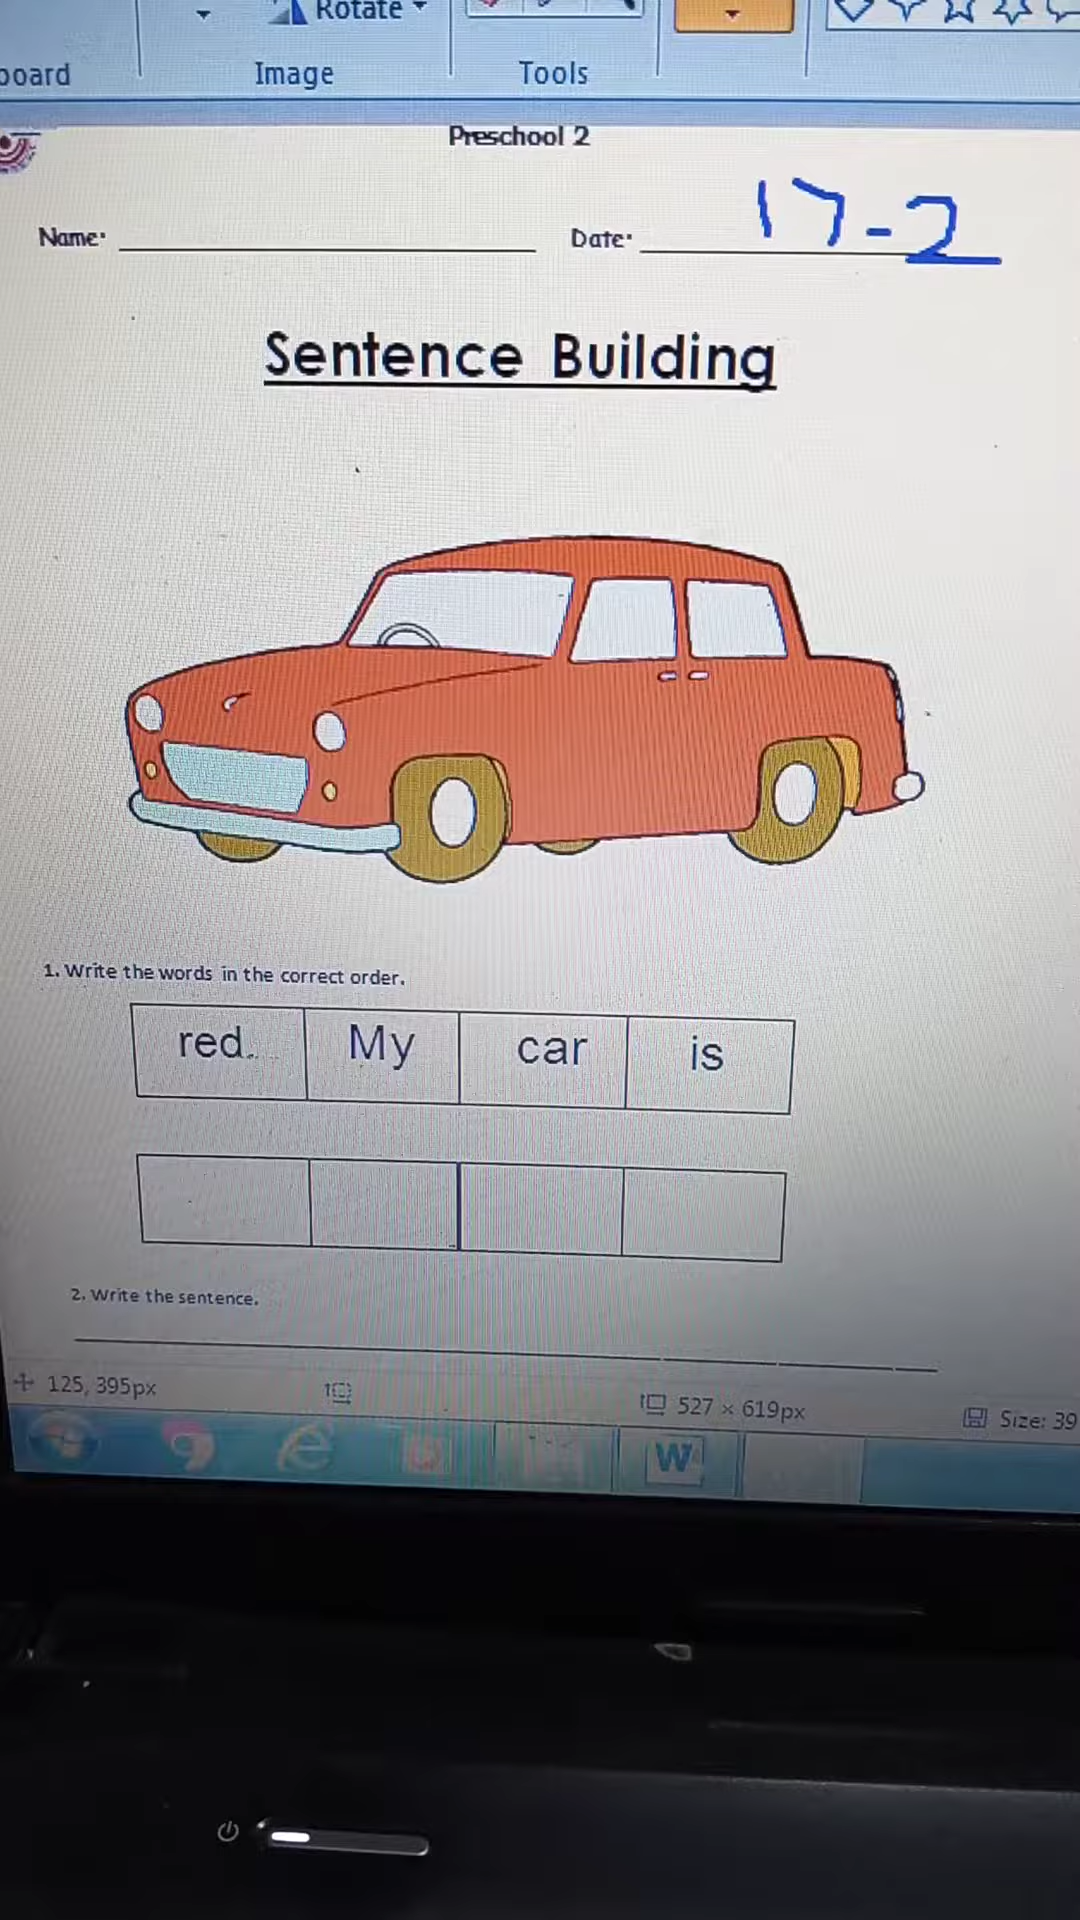 Rotate
board Image Tools
Preschool 2
Name: Date: 17-2
Sentence Building
1. Write the words in the correct order.
red. My car is
2. Write the sentence.
125, 395px 527 × 619px Size: 39
W